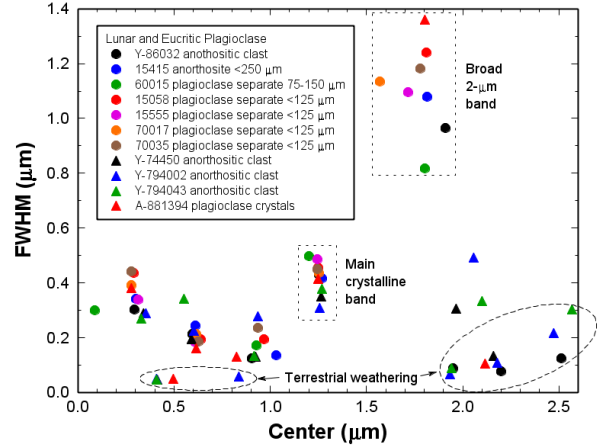 1.4
1.2
1.0
0.8
0.6
0.4
0.2
0.0
FWHM (μm)
Lunar and Eucritic Plagioclase
Y-86032 anothositic clast
15415 anorthosite <250 μm
60015 plagioclase separate 75-150 μm
15058 plagioclase separate <125 μm
15555 plagioclase separate <125 μm
70017 plagioclase separate <125 μm
70035 plagioclase separate <125 μm
Y-74450 anorthositic clast
Y-794002 anorthositic clast
Y-794043 anorthositic clast
A-881394 plagioclase crystals
Broad
2-μm
band
Main
crystalline
band
Terrestrial weathering
0.0 0.5 1.0 1.5 2.0 2.5
Center (μm)